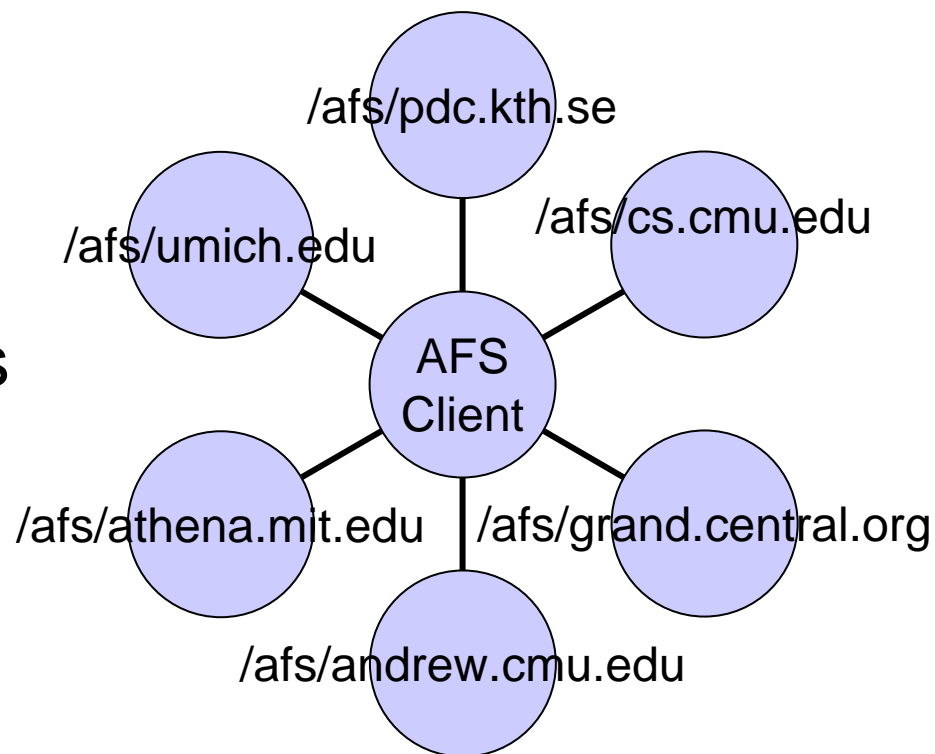 /afs/pdc.kth.se
/afs/cs.cmu.edu
/afs/umich.edu
s
AFS
Client
/afs/athena.mit.edu
/afs/grand.central.org
/afs/andrew.cmu.edu